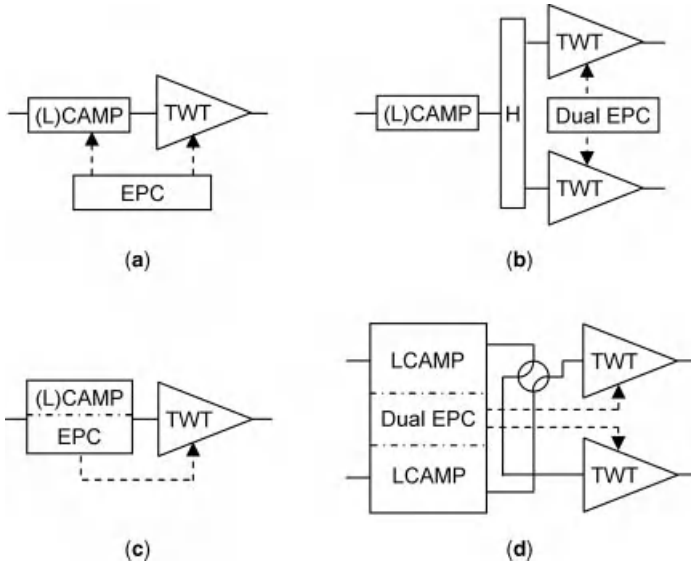 (L)CAMP TWT
EPC
(a)
TWT
(L)CAMP H Dual EPC
TWT
(b)
(L)CAMP
EPC TWT
(c)
LCAMP TWT
Dual EPC
LCAMP TWT
(d)